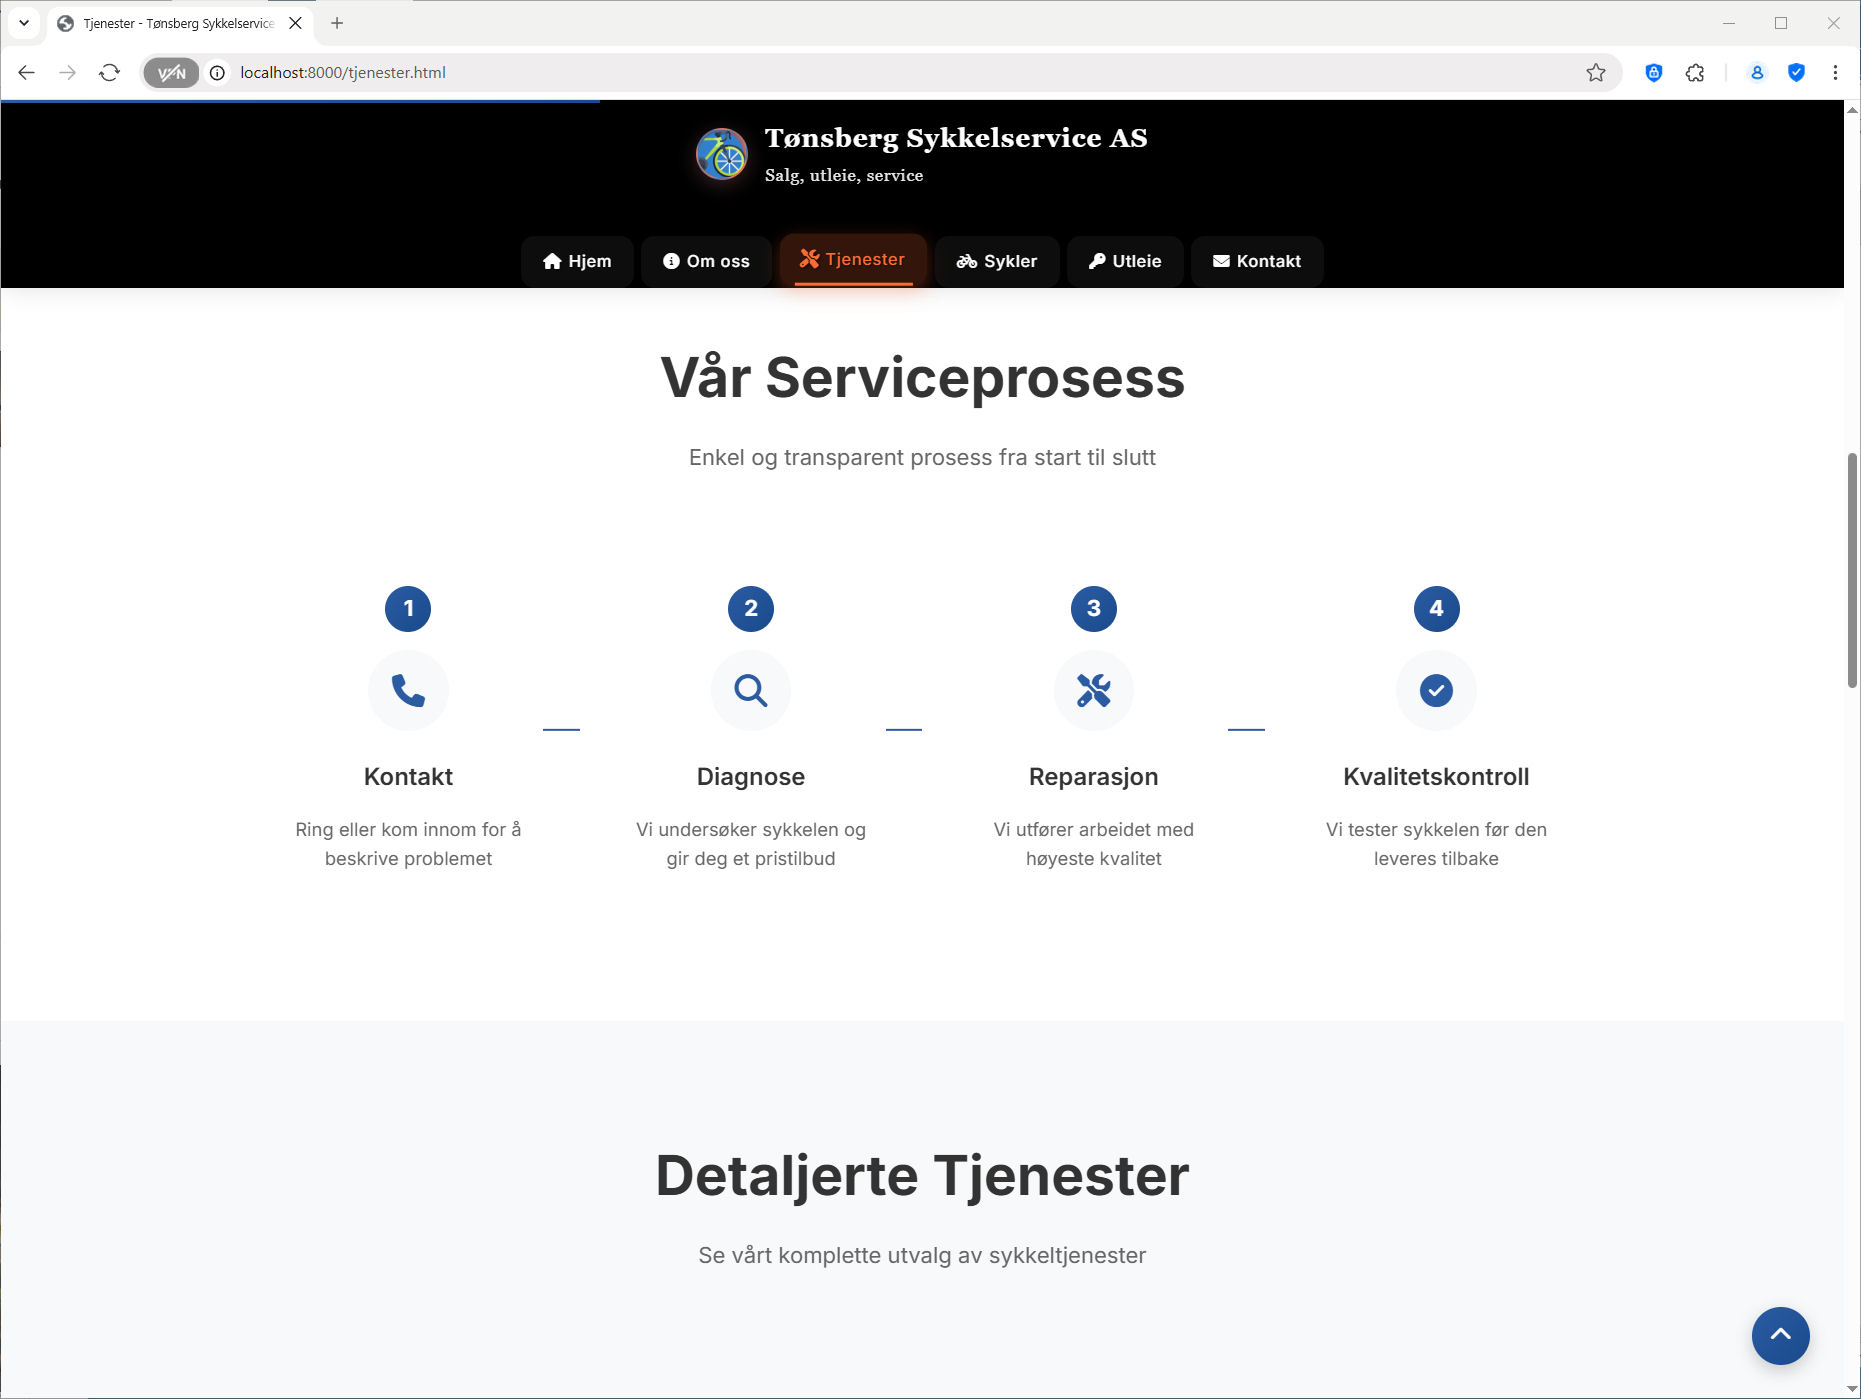 Tjenester - Tønsberg Sykkelservice
VPN
localhost:8000/tjenester.html
Tønsberg Sykkelservice AS
Salg, utleie, service
Hjem
Om oss
Tjenester
Sykler
Utleie
Kontakt
Vår Serviceprosess
Enkel og transparent prosess fra start til slutt
1
2
3
4
Kontakt
Diagnose
Reparasjon
Kvalitetskontroll
Ring eller kom innom for å
beskrive problemet
Vi undersøker sykkelen og
gir deg et pristilbud
Vi utfører arbeidet med
høyeste kvalitet
Vi tester sykkelen før den
leveres tilbake
Detaljerte Tjenester
Se vårt komplette utvalg av sykkeltjenester